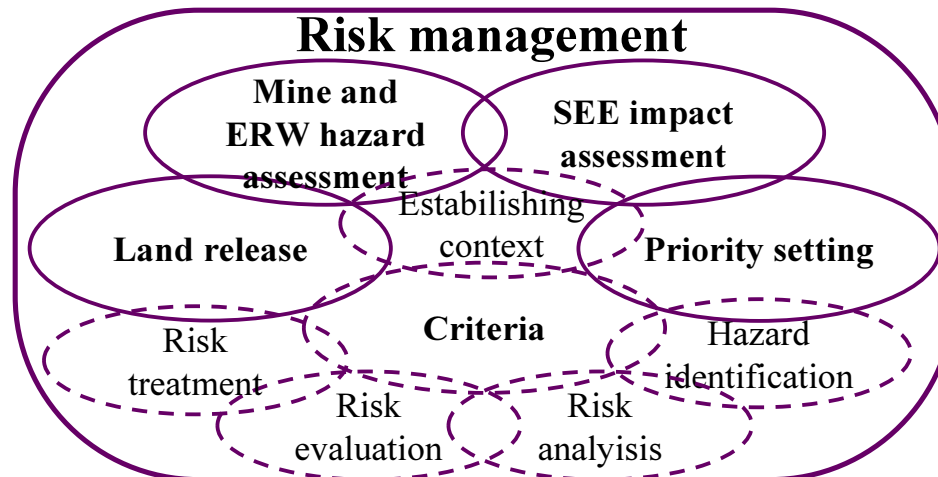 Risk management
Mine and
ERW hazard
assessment
SEE impact
assessment
Estabilishing
context
Land release
Priority setting
Criteria
Risk
treatment
Hazard
identification
Risk
evaluation
Risk
analyisis